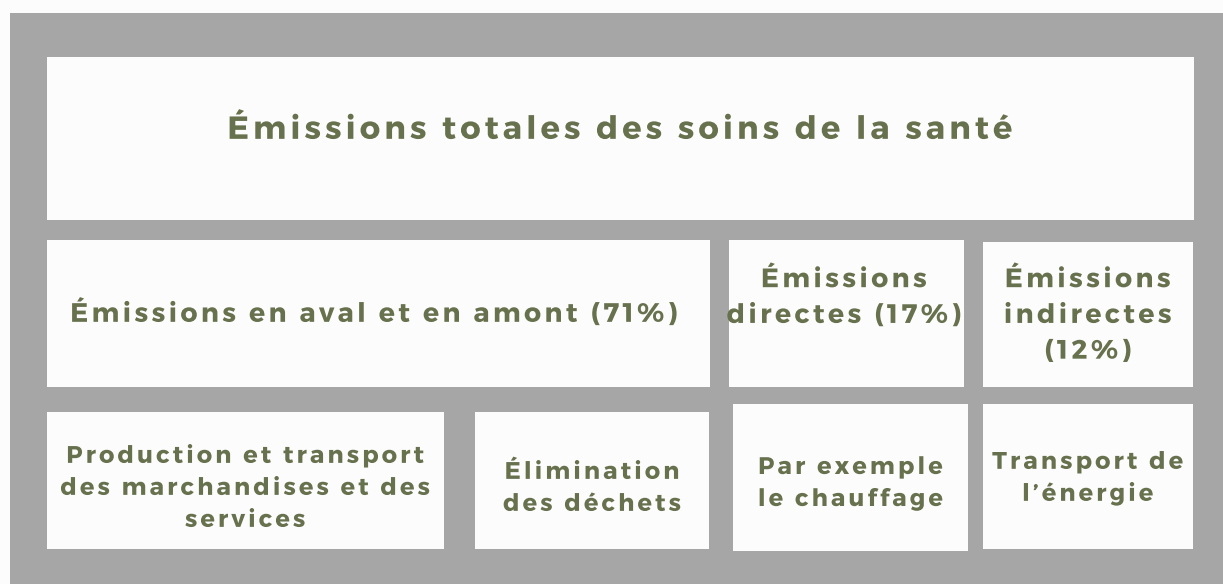 Émissions totales des soins de la santé
Émissions en aval et en amont (71%)
Émissions
directes (17%)
Émissions
indirectes
(12%)
Production et transport
des marchandises et des
services
Élimination
des déchets
Par exemple
le chauffage
Transport de
l’énergie